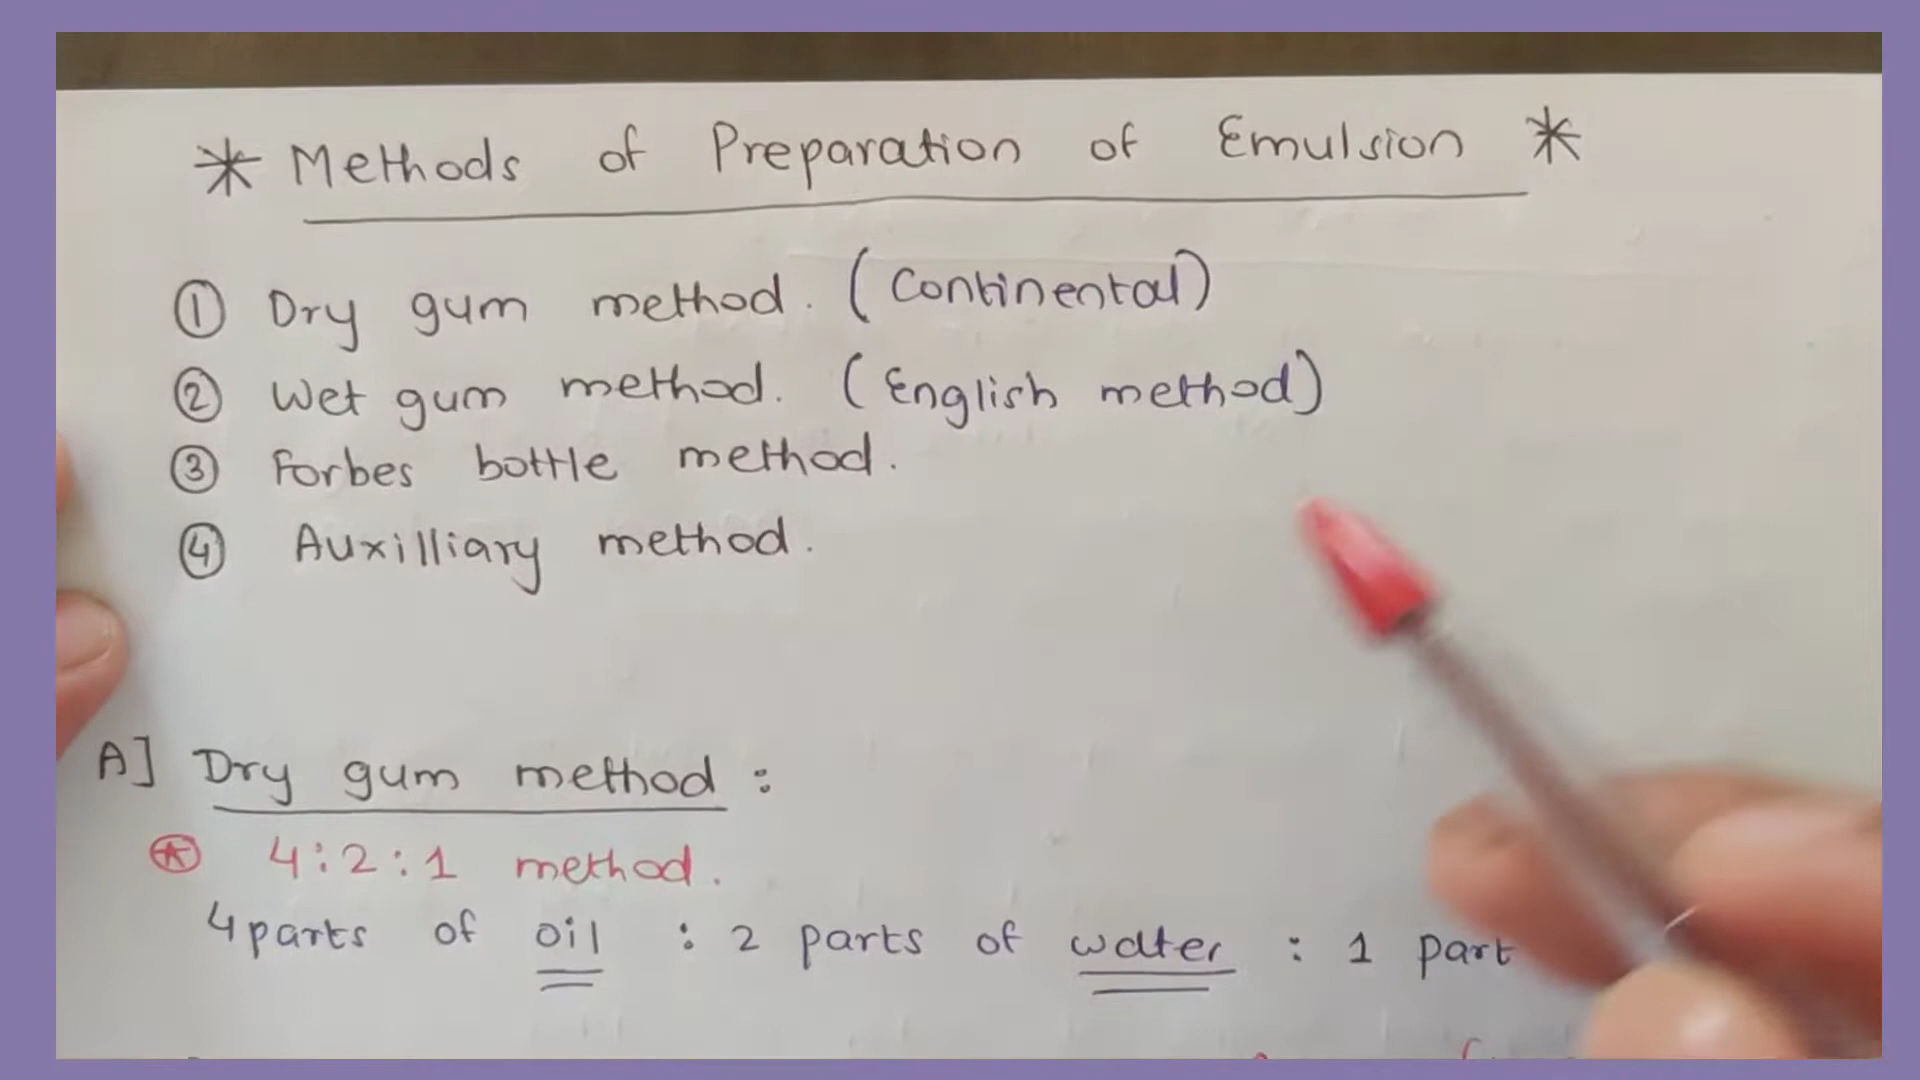 * Methods of Preparation of Emulsion *
① Dry gum method. (Continental)
② Wet gum method. (English method)
③ Forbes bottle method.
④ Auxilliary method.
A] Dry gum method :
4:2:1 method.
4 parts of oil : 2 parts of water : 1 part